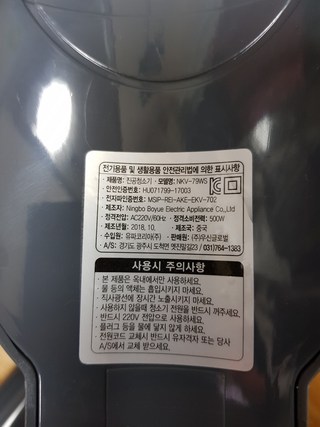 전기용품 및 생활용품 안전관리법에 의한 표시사항
· 제품명: 진공청소기 · 모델명: NKV-79WS
· 안전인증번호: HU071799-17003
· 전자파인증번호: MSP-REI-AKE-EKV-702
· 제조자: Ningbo Boyue Electric Appliance Co.,Ltd
· 정격전압: AC220V/60Hz · 정격소비전력: 500W
· 제조년월: 2018, 10, · 제조국: 중국
· 수입원: 유파코리아(주) · 판매원: (주)우신글로벌
· A/S: 경기도 광주시 도척면 옛진말길23 / 031)764-1383
사용시 주의사항
· 본 제품은 옥내에서만 사용하세요.
· 물 등의 액체는 흡입시키지 마세요.
· 직사광선에 장시간 노출시키지 마세요.
· 사용하지 않을때 청소기 전원을 반드시 꺼주세요.
· 반드시 220V 전압으로 사용하세요.
· 플러그 등을 물에 닿지 않게 하세요.
· 전원코드 교체시 반드시 유자격자 또는 당사
A/S에서 교체 받으세요.